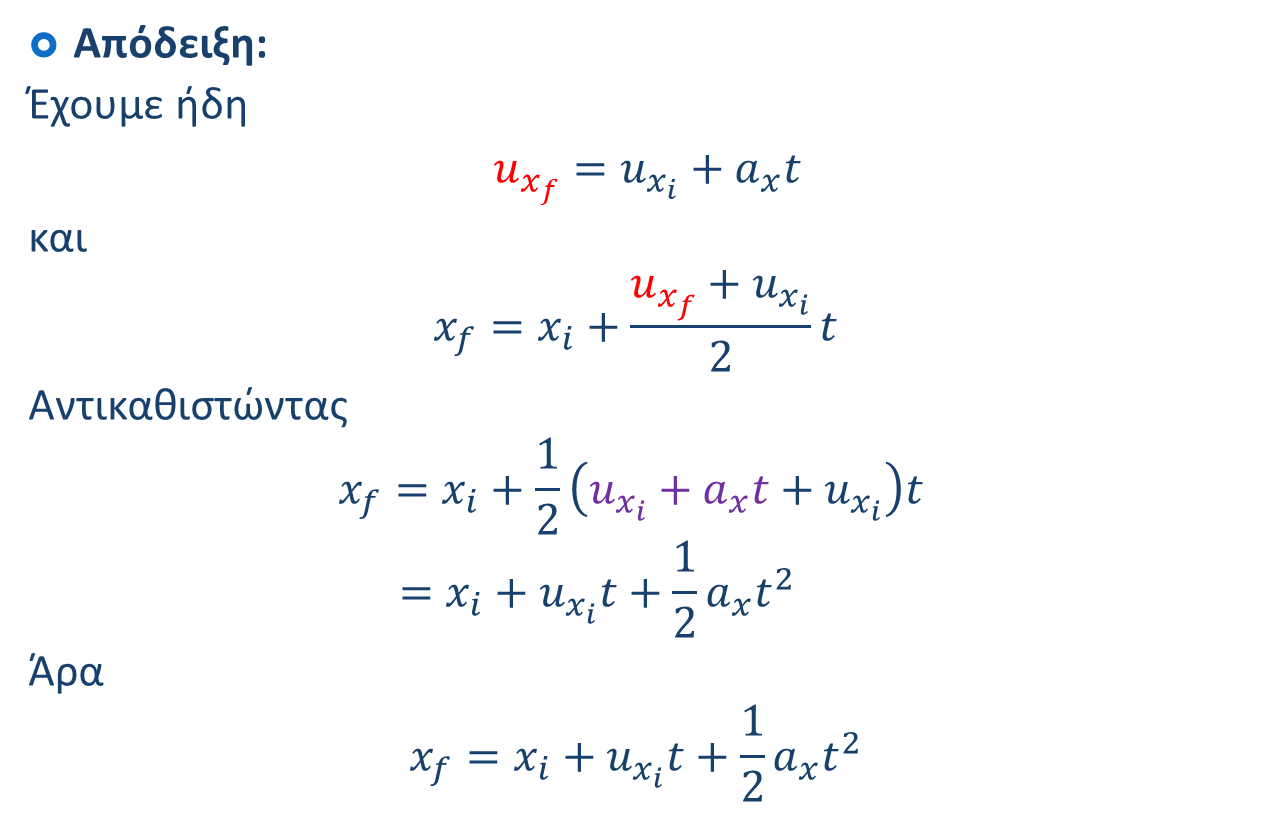 Απόδειξη:
Έχουμε ήδη
$u_{x_f} = u_{x_i} + a_x t$
και
$x_f = x_i + \frac{u_{x_f} + u_{x_i}}{2} t$
Αντικαθιστώντας
$x_f = x_i + \frac{1}{2} (u_{x_i} + a_x t + u_{x_i}) t$
$= x_i + u_{x_i} t + \frac{1}{2} a_x t^2$
Άρα
$x_f = x_i + u_{x_i} t + \frac{1}{2} a_x t^2$